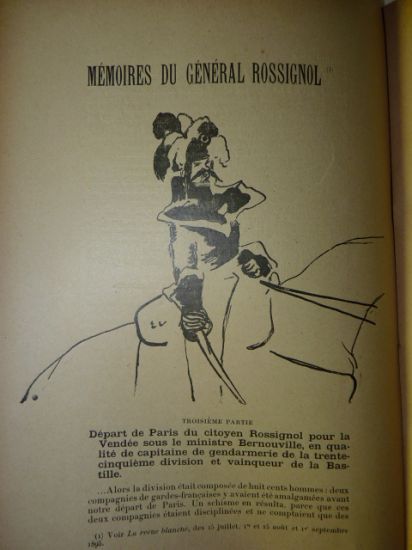 MÉMOIRES DU GÉNÉRAL ROSSIGNOL (1)
TROISIÈME PARTIE
Départ de Paris du citoyen Rossignol pour la
Vendée sous le ministre Bernouville, en qua-
lité de capitaine de gendarmerie de la trente-
cinquième division et vainqueur de la Bas-
tille.
...Alors la division était composée de huit cents hommes : deux
compagnies de gardes-françaises y avaient été amalgamées avant
notre départ de Paris. Un schisme en résulta, parce que ces
deux compagnies étaient disciplinées et ne comptaient que des
(1) Voir La revue blanche, des 15 juillet, 1er et 15 août et 1er septembre
1896.